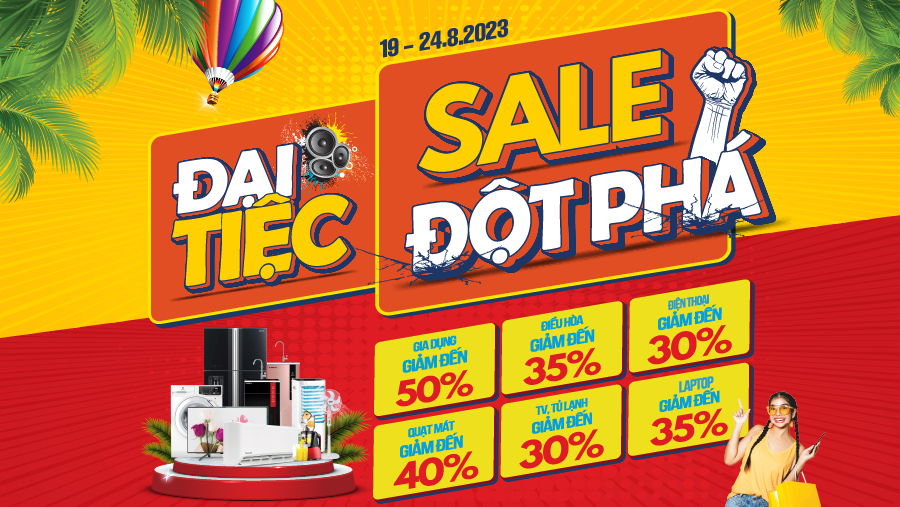 19 - 24.8.2023
ĐẠI
TIỆC
SALE
ĐỘT PHÁ
GIA DỤNG
GIẢM ĐẾN
50%
ĐIỀU HÒA
GIẢM ĐẾN
35%
ĐIỆN THOẠI
GIẢM ĐẾN
30%
QUẠT MÁT
GIẢM ĐẾN
40%
TV, TỦ LẠNH
GIẢM ĐẾN
30%
LAPTOP
GIẢM ĐẾN
35%